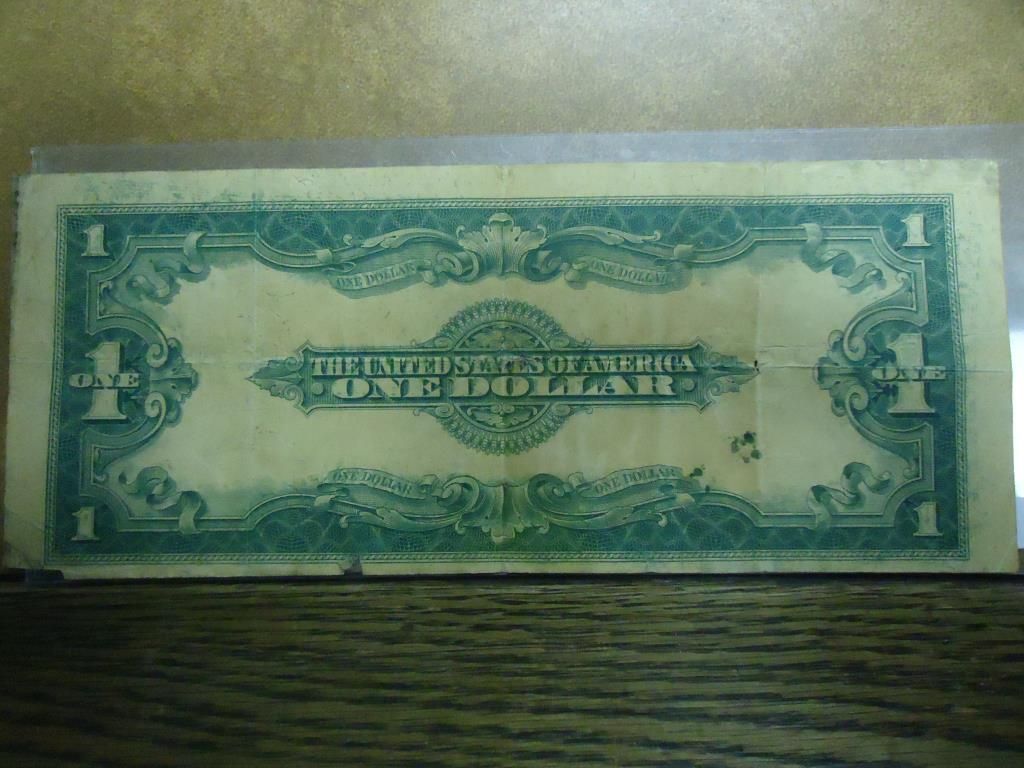 1 1
ONE DOLLAR ONE DOLLAR
THE UNITED STATES OF AMERICA
ONE DOLLAR
1 1
ONE ONE
ONE DOLLAR ONE DOLLAR
1 1